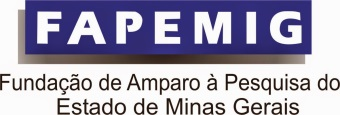 FAPEMIG
Fundação de Amparo à Pesquisa do
Estado de Minas Gerais